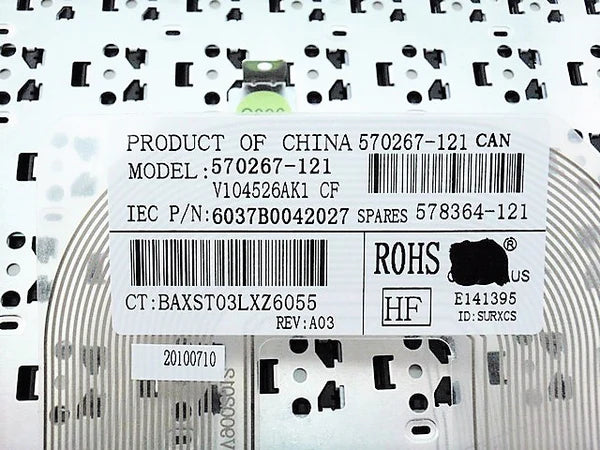 PRODUCT OF CHINA 570267-121 CAN
MODEL:570267-121
V104526AK1 CF
IEC P/N:6037B0042027 SPARES 578364-121
ROHS ®
US
CT:BAXST03LXZ6055
HF
E141395
REV:A03
ID:SURXCS
20100710